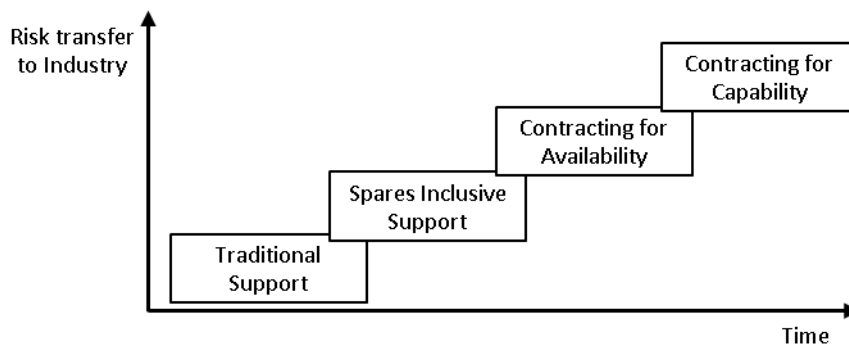 Risk transfer
to Industry
Contracting for
Capability
Contracting for
Availability
Spares Inclusive
Support
Traditional
Support
Time